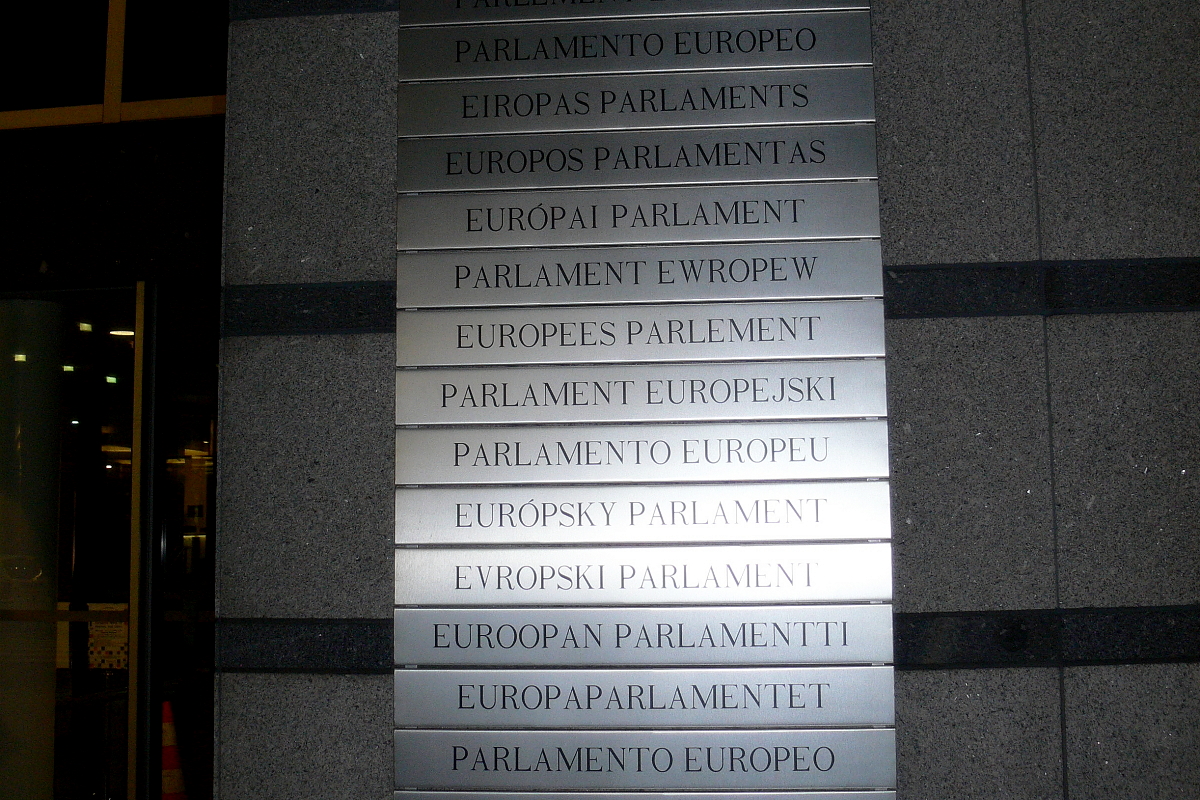 PARLAMENTO EUROPEO
EIROPAS PARLAMENTS
EUROPOS PARLAMENTAS
EURÓPAI PARLAMENT
PARLAMENT EWROPEW
EUROPEES PARLEMENT
PARLAMENT EUROPEJSKI
PARLAMENTO EUROPEU
EURÓPSKY PARLAMENT
EVROPSKI PARLAMENT
EUROOPAN PARLAMENTTI
EUROPAPARLAMENTET
PARLAMENTO EUROPEO